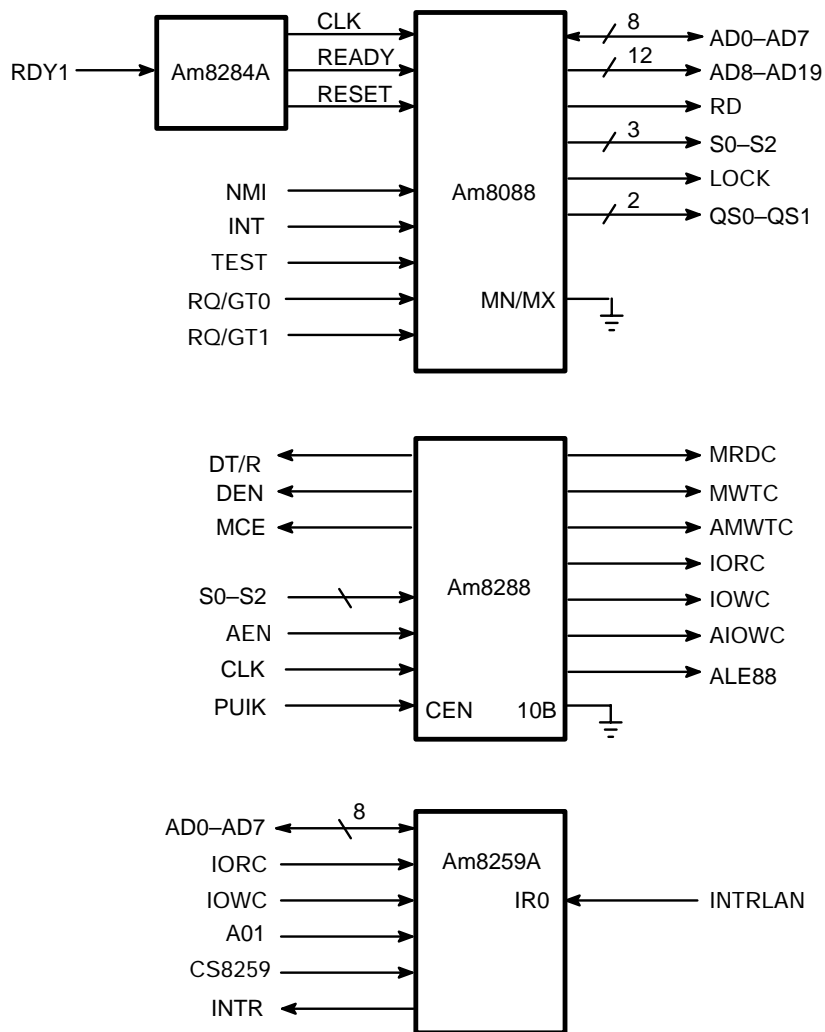 CLK
8
AD0–AD7
RDY1
Am8284A
READY
12
AD8–AD19
RESET
RD
3
S0–S2
NMI
Am8088
LOCK
INT
2
QS0–QS1
TEST
RQ/GT0
MN/MX
RQ/GT1
DT/R
MRDC
DEN
MWTC
MCE
AMWTC
IORC
S0–S2
Am8288
IOWC
AEN
AIOWC
CLK
ALE88
PUIK
CEN
10B
8
AD0–AD7
IORC
Am8259A
IOWC
IR0
INTRLAN
A01
CS8259
INTR